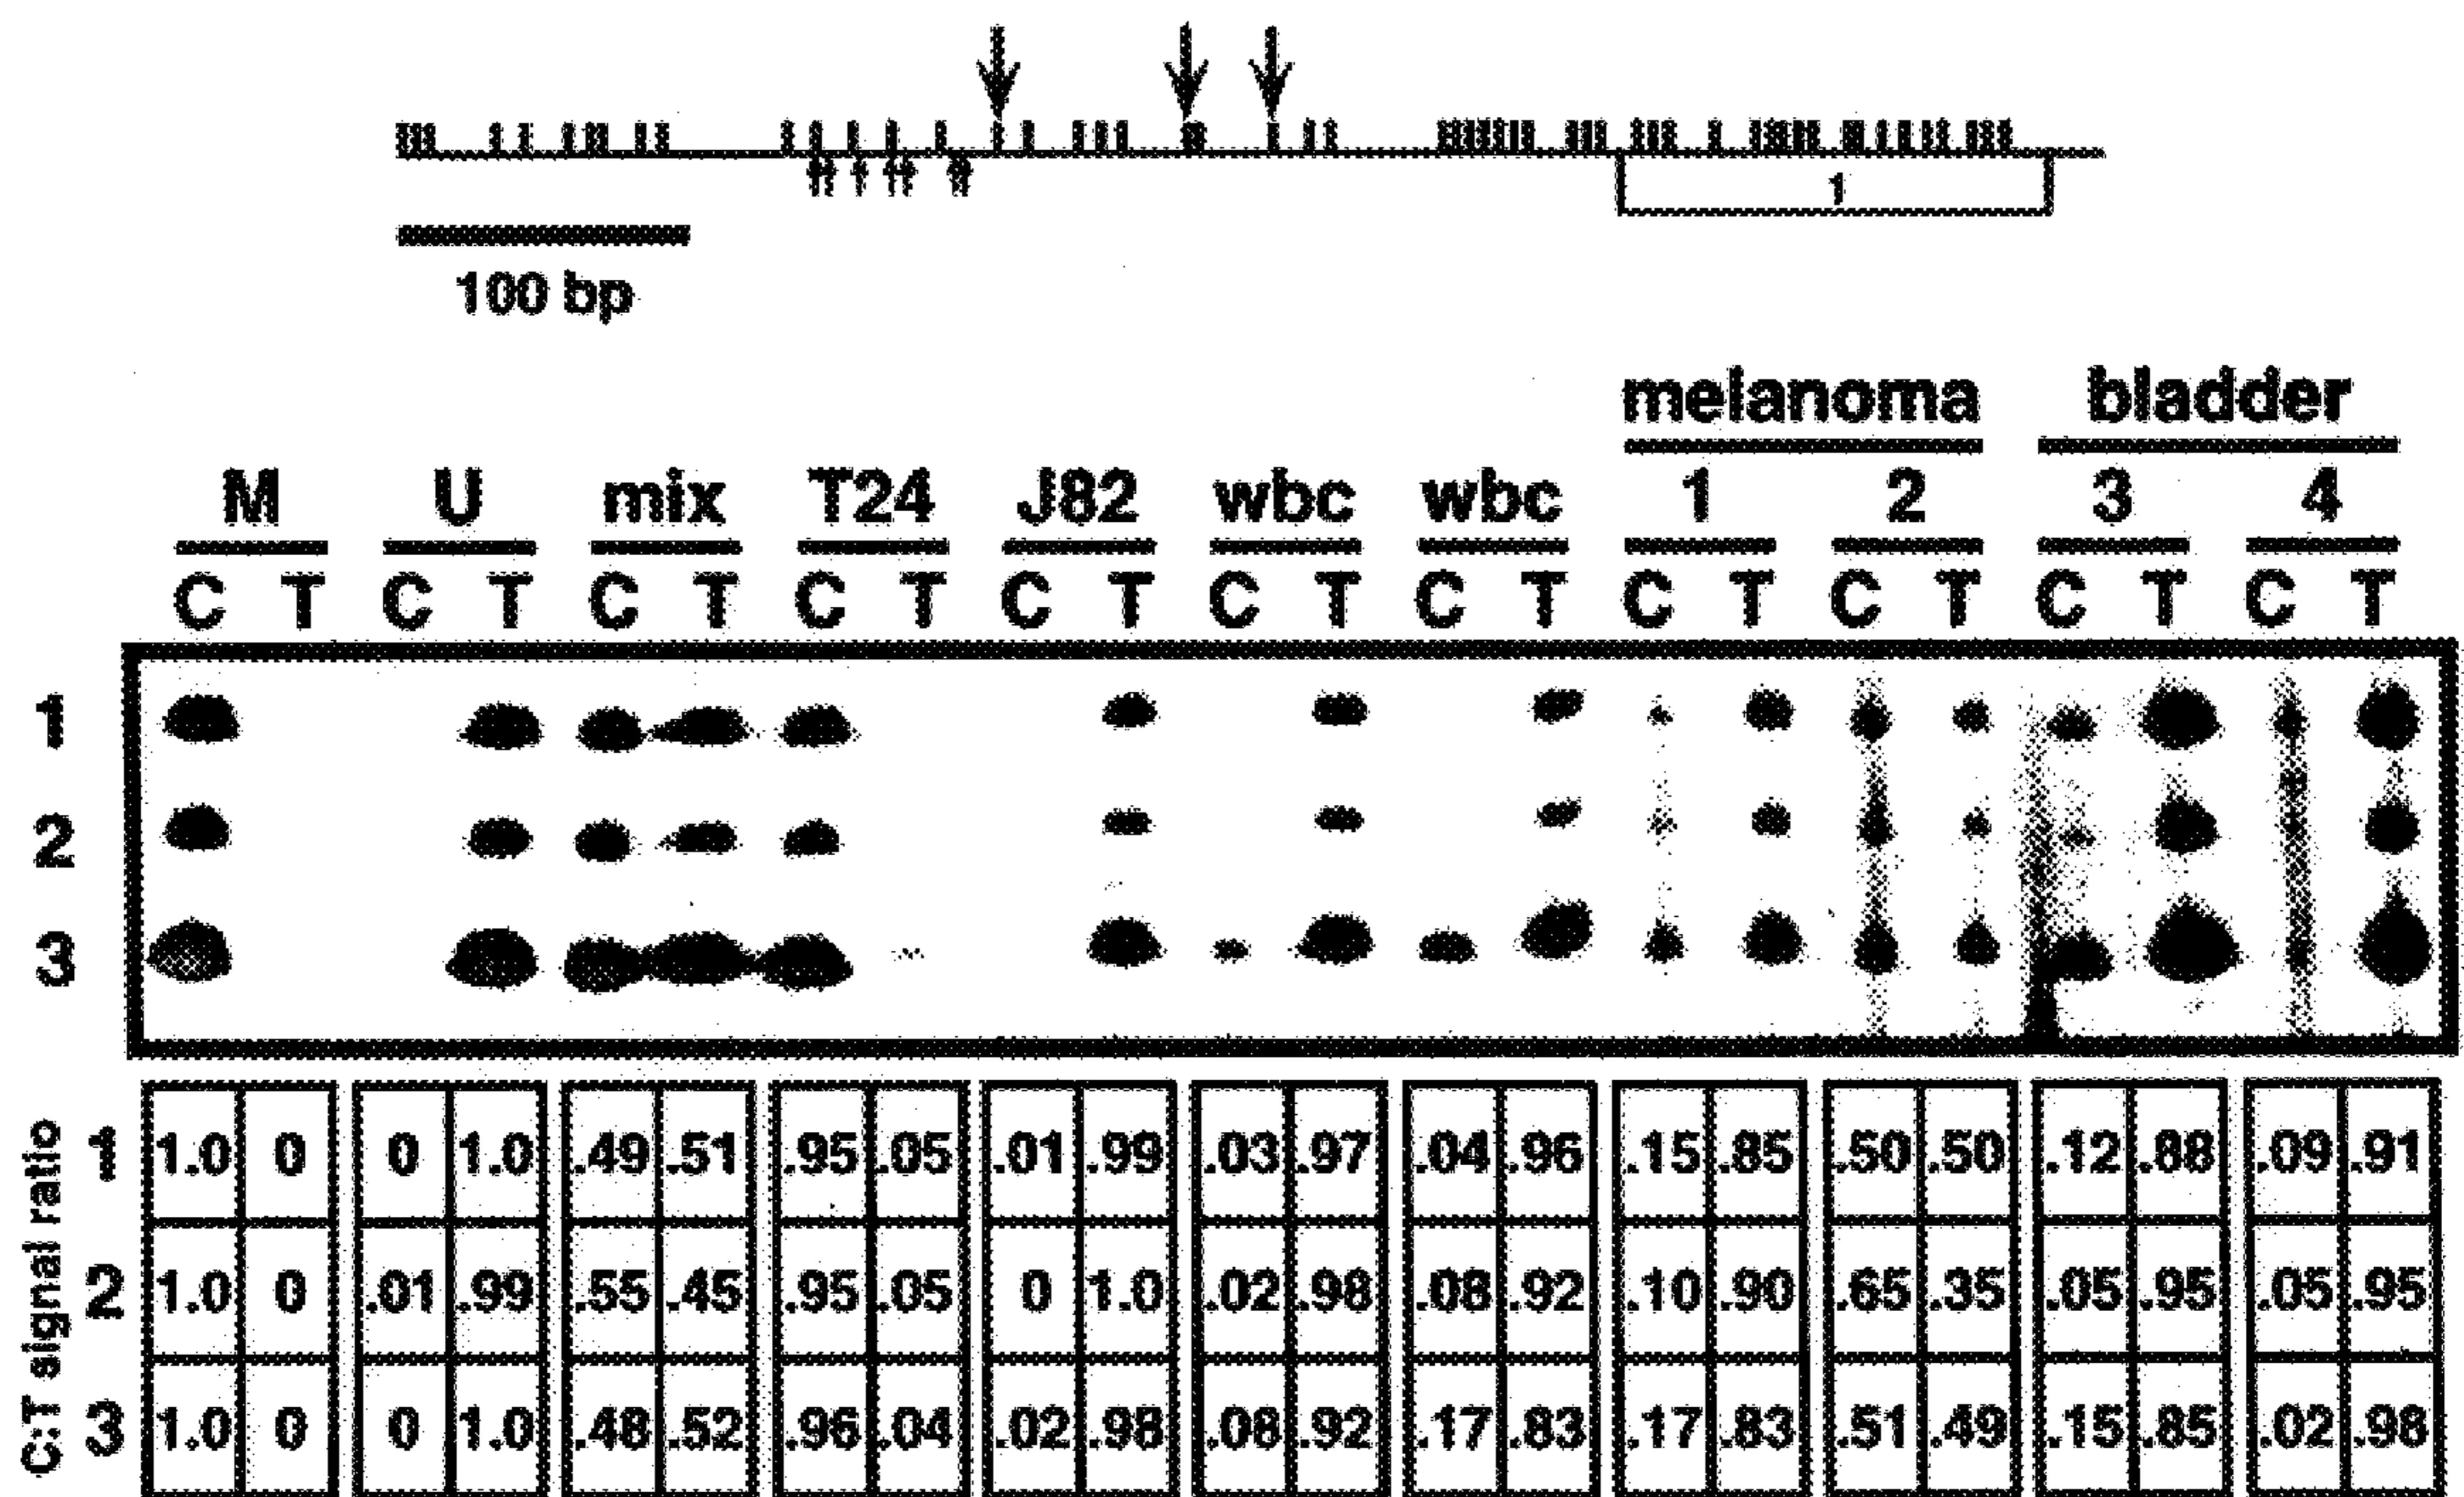 1
100 bp
melanoma bladder
M U mix T24 J82 wbc wbc 1 2 3 4
C T C T C T C T C T C T C T C T C T C T C T
1
2
3
C:T signal ratio
1 1.0 0 0 1.0 .49 .51 .95 .05 .01 .99 .03 .97 .04 .96 .15 .85 .50 .50 .12 .88 .09 .91
2 1.0 0 .01 .99 .55 .45 .95 .05 0 1.0 .02 .98 .08 .92 .10 .90 .65 .35 .05 .95 .05 .95
3 1.0 0 0 1.0 .48 .52 .96 .04 .02 .98 .08 .92 .17 .83 .17 .83 .51 .49 .15 .85 .02 .98